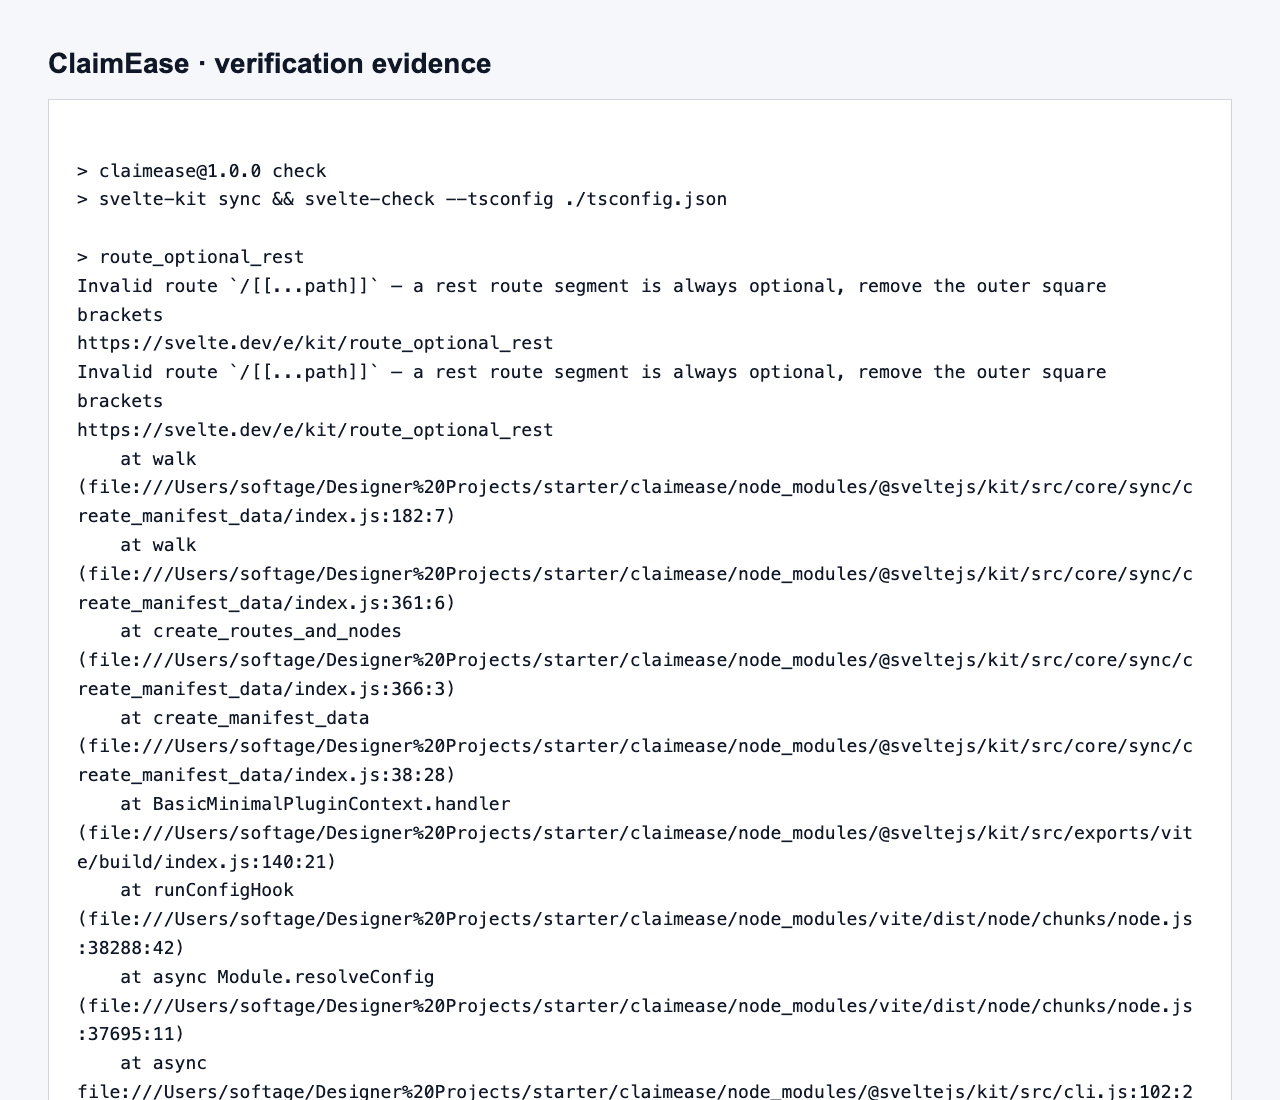 ClaimEase · verification evidence
> claimease@1.0.0 check
> svelte-kit sync && svelte-check --tsconfig ./tsconfig.json
> route_optional_rest
Invalid route `/[[...path]]` — a rest route segment is always optional, remove the outer square
brackets
https://svelte.dev/e/kit/route_optional_rest
Invalid route `/[[...path]]` — a rest route segment is always optional, remove the outer square
brackets
https://svelte.dev/e/kit/route_optional_rest
    at walk
(file:///Users/softage/Designer%20Projects/starter/claimease/node_modules/@sveltejs/kit/src/core/sync/c
reate_manifest_data/index.js:182:7)
    at walk
(file:///Users/softage/Designer%20Projects/starter/claimease/node_modules/@sveltejs/kit/src/core/sync/c
reate_manifest_data/index.js:361:6)
    at create_routes_and_nodes
(file:///Users/softage/Designer%20Projects/starter/claimease/node_modules/@sveltejs/kit/src/core/sync/c
reate_manifest_data/index.js:366:3)
    at create_manifest_data
(file:///Users/softage/Designer%20Projects/starter/claimease/node_modules/@sveltejs/kit/src/core/sync/c
reate_manifest_data/index.js:38:28)
    at BasicMinimalPluginContext.handler
(file:///Users/softage/Designer%20Projects/starter/claimease/node_modules/@sveltejs/kit/src/exports/vit
e/build/index.js:140:21)
    at runConfigHook
(file:///Users/softage/Designer%20Projects/starter/claimease/node_modules/vite/dist/node/chunks/node.js
:38288:42)
    at async Module.resolveConfig
(file:///Users/softage/Designer%20Projects/starter/claimease/node_modules/vite/dist/node/chunks/node.js
:37695:11)
    at async
file:///Users/softage/Designer%20Projects/starter/claimease/node_modules/@sveltejs/kit/src/cli.js:102:2